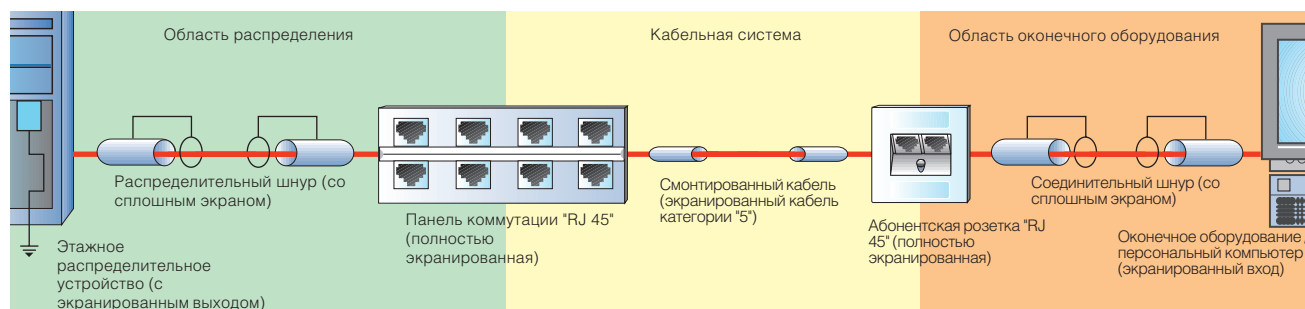 Область распределения
Кабельная система
Область оконечного оборудования
Распределительный шнур (со
сплошным экраном)
Панель коммутации "RJ 45"
(полностью
экранированная)
Этажное
распределительное
устройство (с
экранированным выходом)
Смонтированный кабель
(экранированный кабель
категории "5")
Абонентская розетка "RJ
45" (полностью
экранированная)
Соединительный шнур (со
сплошным экраном)
Оконечное оборудование
персональный компьютер
(экранированный вход)